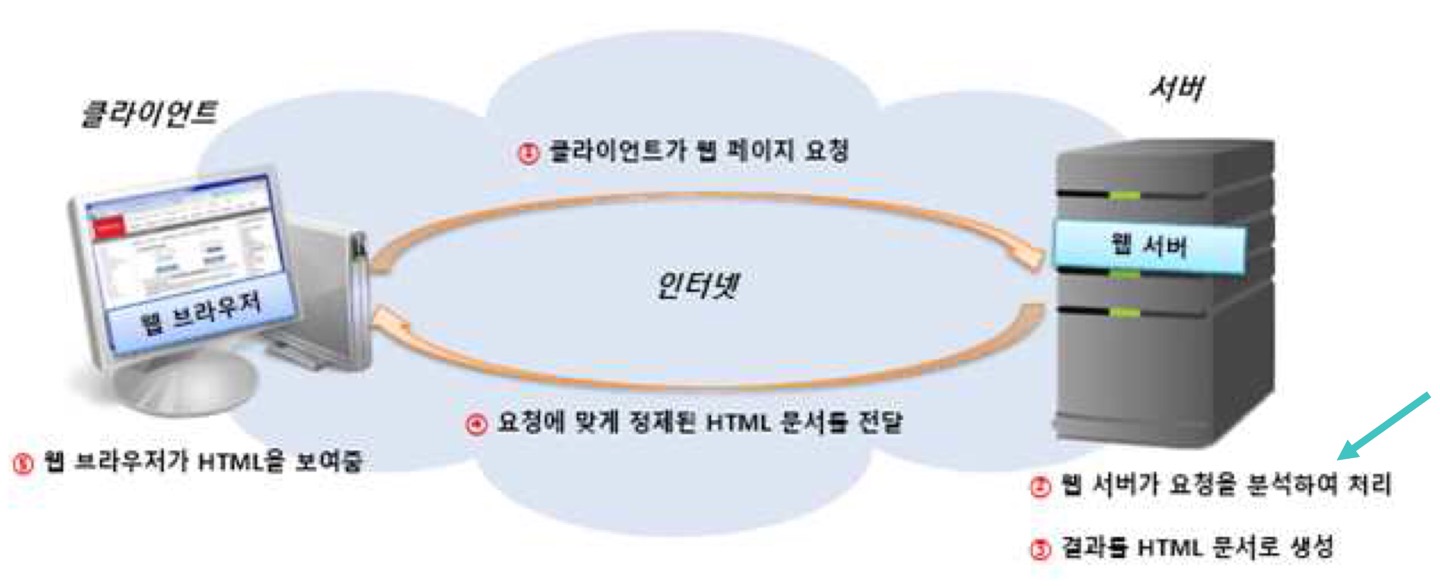 클라이언트
서버
① 클라이언트가 웹 페이지 요청
웹 서버
인터넷
웹 브라우저
④ 요청에 맞게 정제된 HTML 문서를 전달
⑤ 웹 브라우저가 HTML을 보여줌
② 웹 서버가 요청을 분석하여 처리
③ 결과를 HTML 문서로 생성